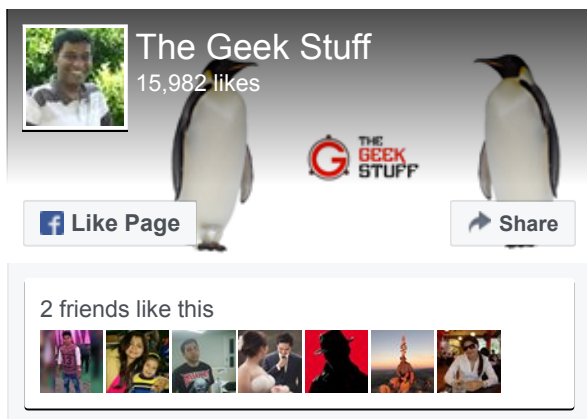 The Geek Stuff
15,982 likes
THE
GEEK
STUFF
Like Page
Share
2 friends like this